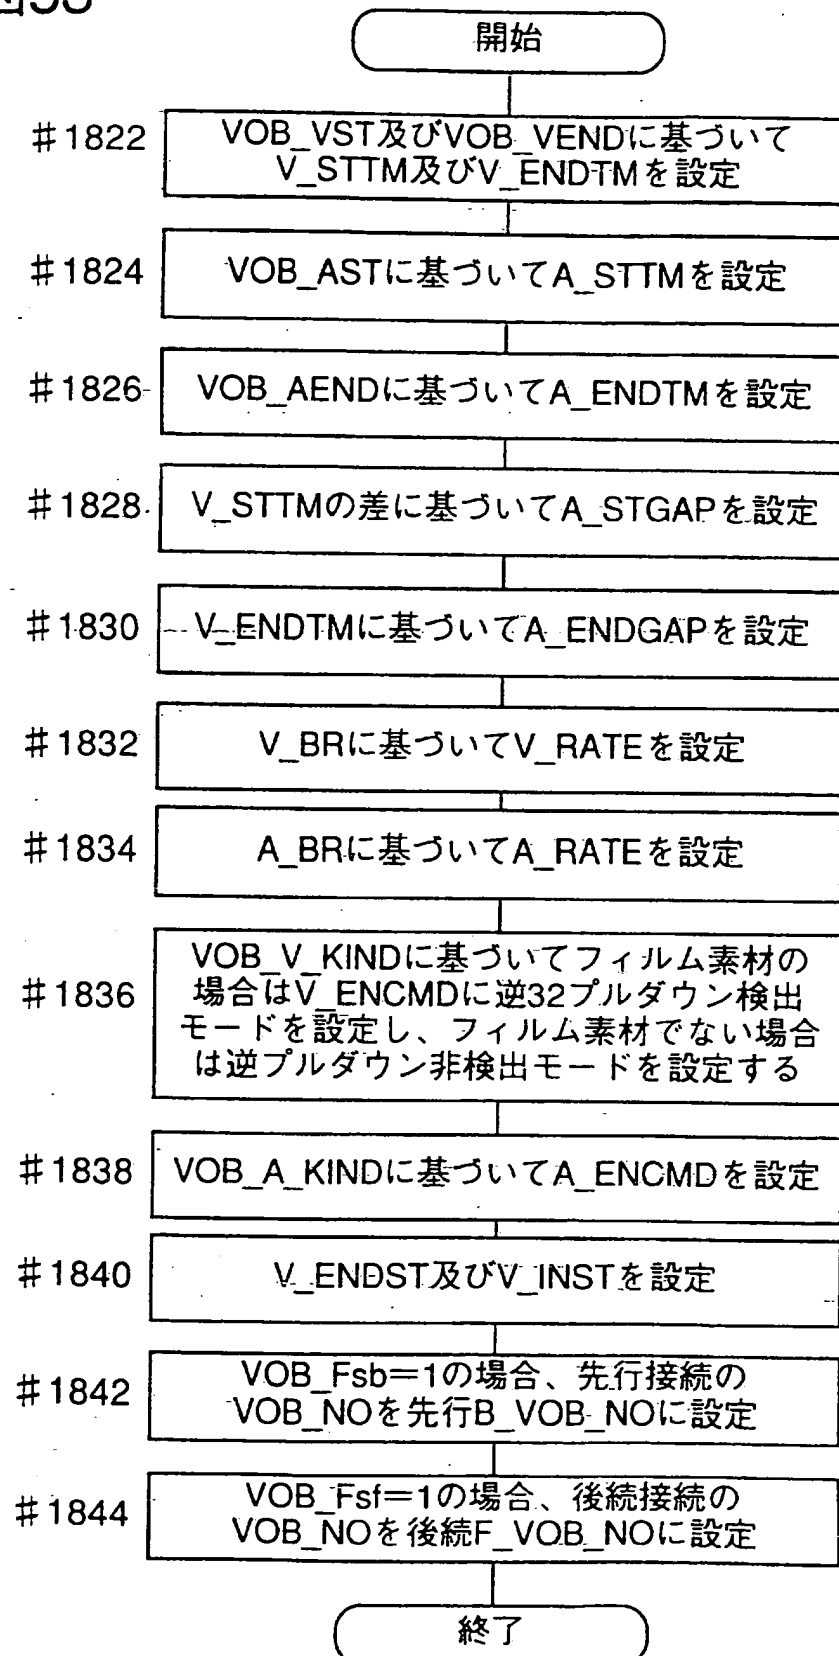 開始
#1822
VOB_VST及びVOB_VENDに基づいて
V_STTM及びV_ENDTMを設定
#1824
VOB_ASTに基づいてA_STTMを設定
#1826
VOB_AENDに基づいてA_ENDTMを設定
#1828
V_STTMの差に基づいてA_STGAPを設定
#1830
V_ENDTMに基づいてA_ENDGAPを設定
#1832
V_BRに基づいてV_RATEを設定
#1834
A_BRに基づいてA_RATEを設定
#1836
VOB_V_KINDに基づいてフィルム素材の
場合はV_ENCMDに逆32プルダウン検出
モードを設定し、フィルム素材でない場合
は逆プルダウン非検出モードを設定する
#1838
VOB_A_KINDに基づいてA_ENCMDを設定
#1840
V_ENDST及びV_INSTを設定
#1842
VOB_Fsb=1の場合、先行接続の
VOB_NOを先行B_VOB_NOに設定
#1844
VOB_Fsf=1の場合、後続接続の
VOB_NOを後続F_VOB_NOに設定
終了